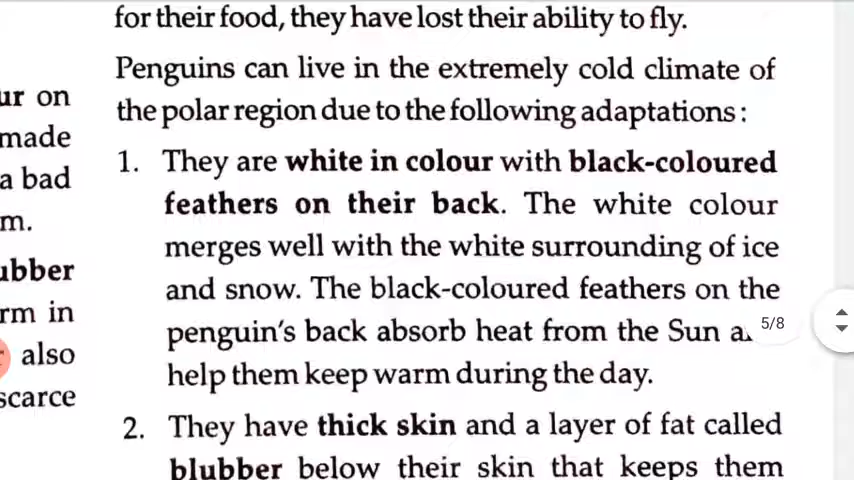 for their food, they have lost their ability to fly.
Penguins can live in the extremely cold climate of
the polar region due to the following adaptations :
1. They are white in colour with black-coloured
feathers on their back. The white colour
merges well with the white surrounding of ice
and snow. The black-coloured feathers on the
penguin's back absorb heat from the Sun
help them keep warm during the day.
2. They have thick skin and a layer of fat called
blubber below their skin that keeps them
on
made
a bad
rm in
also
scarce
5/8